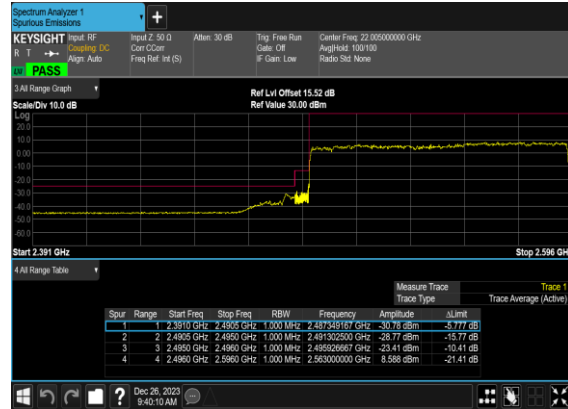 Spectrum Analyzer 1
Spurious Emissions
KEYSIGHT Input: RF Input Z: 50 Ω Atten: 30 dB Trig: Free Run Center Freq: 22.005000000 GHz
R T Coupling: DC Corr CCorr Gate: Off Avg|Hold: 100/100
Align: Auto Freq Ref: Int (S) IF Gain: Low Radio Std: None
PASS
3 All Range Graph Ref Lvl Offset 15.52 dB
Scale/Div 10.0 dB Ref Value 30.00 dBm
Log
20.0
10.0
0.00
-10.0
-20.0
-30.0
-40.0
-50.0
-60.0
Start 2.391 GHz Stop 2.596 GH
4 All Range Table
Measure Trace Trace 1
Trace Type Trace Average (Active)
Spur Range Start Freq Stop Freq RBW Frequency Amplitude ΔLimit
1 1 2.3910 GHz 2.4905 GHz 1.000 MHz 2.487349167 GHz -30.78 dBm -5.777 dB
2 2 2.4905 GHz 2.4950 GHz 1.000 MHz 2.491302500 GHz -28.77 dBm -15.77 dB
3 3 2.4950 GHz 2.4960 GHz 1.000 MHz 2.495926667 GHz -23.41 dBm -10.41 dB
4 4 2.4960 GHz 2.5960 GHz 1.000 MHz 2.563000000 GHz 8.588 dBm -21.41 dB
? Dec 26, 2023
9:40:10 AM